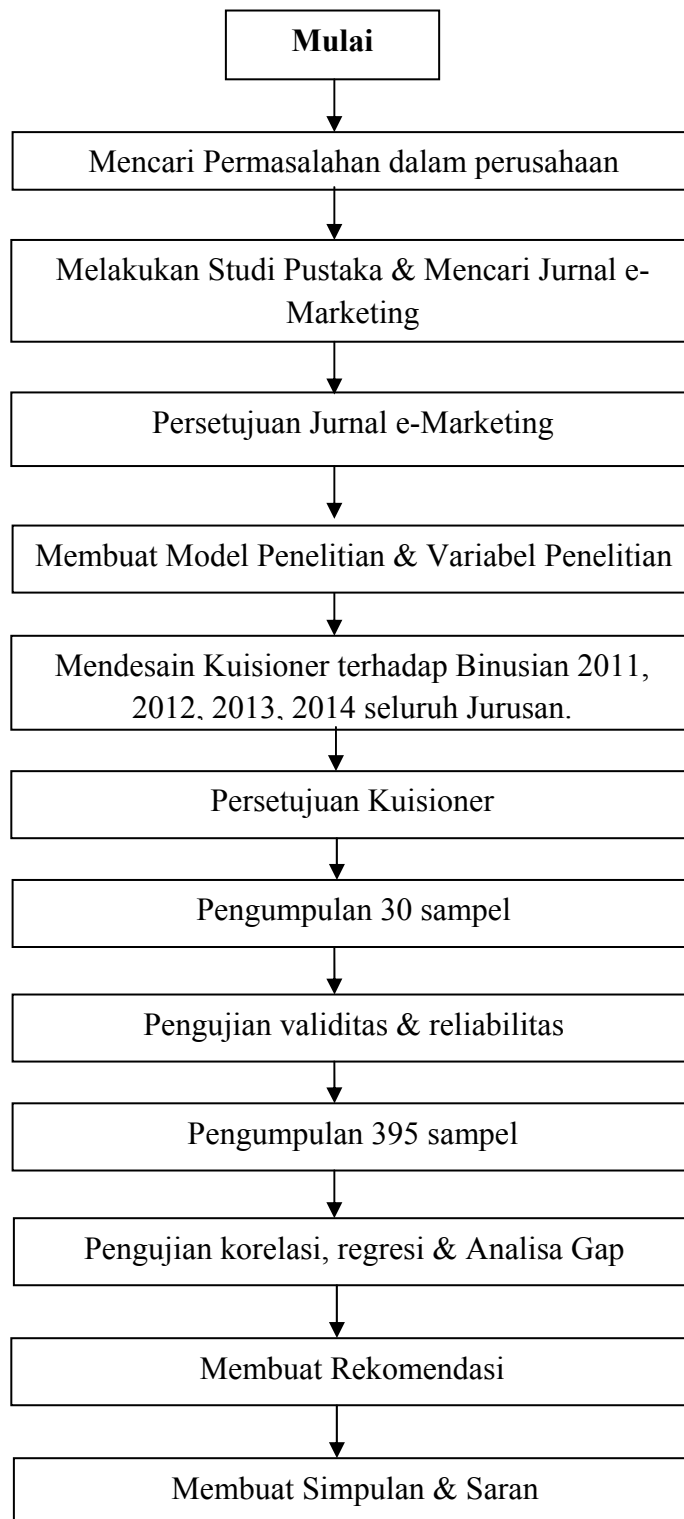 Mulai
Mencari Permasalahan dalam perusahaan
Melakukan Studi Pustaka & Mencari Jurnal e-
Marketing
Persetujuan Jurnal e-Marketing
Membuat Model Penelitian & Variabel Penelitian
Mendesain Kuisioner terhadap Binusian 2011,
2012, 2013, 2014 seluruh Jurusan.
Persetujuan Kuisioner
Pengumpulan 30 sampel
Pengujian validitas & reliabilitas
Pengumpulan 395 sampel
Pengujian korelasi, regresi & Analisa Gap
Membuat Rekomendasi
Membuat Simpulan & Saran